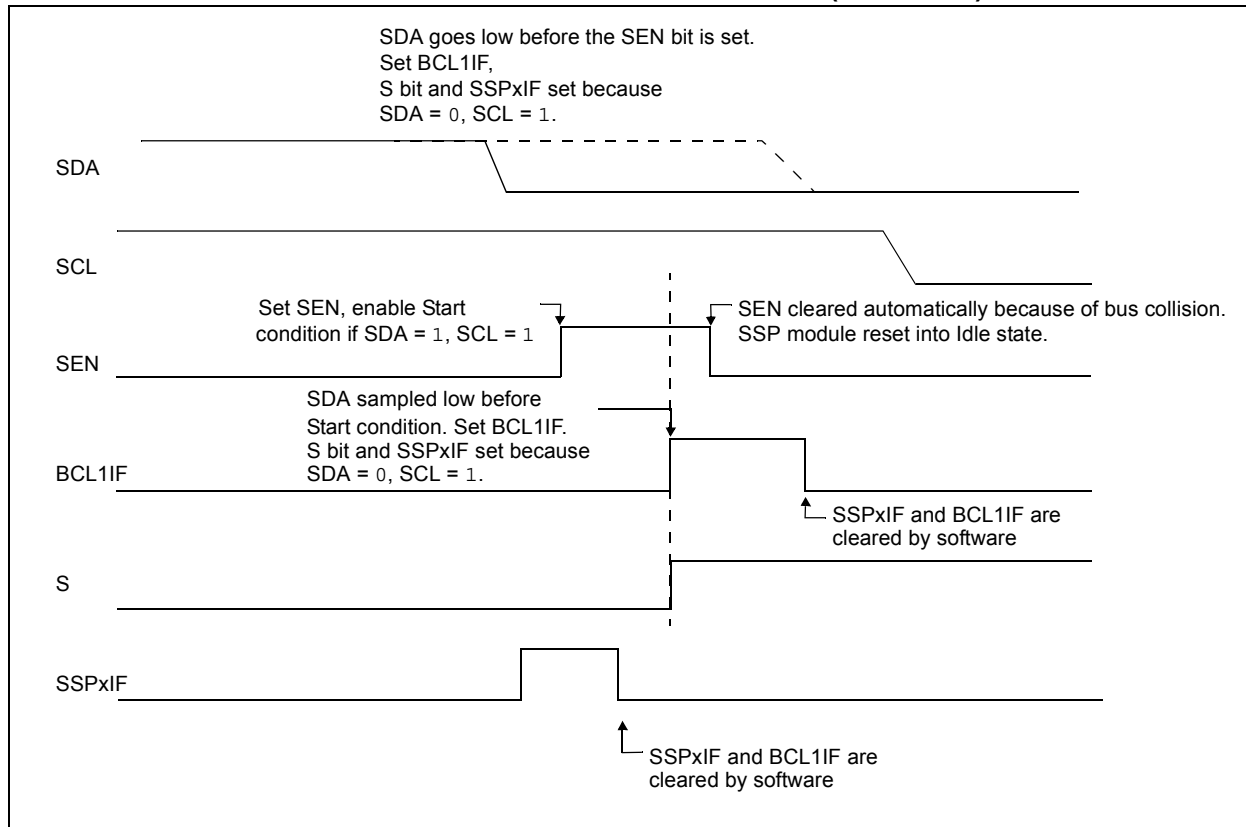 SDA goes low before the SEN bit is set.
Set BCL1IF,
S bit and SSPxIF set because
SDA = 0, SCL = 1.
SDA
SCL
Set SEN, enable Start
condition if SDA = 1, SCL = 1
SEN cleared automatically because of bus collision.
SSP module reset into Idle state.
SEN
SDA sampled low before
Start condition. Set BCL1IF.
S bit and SSPxIF set because
SDA = 0, SCL = 1.
BCL1IF
SSPxIF and BCL1IF are
cleared by software
S
SSPxIF
SSPxIF and BCL1IF are
cleared by software